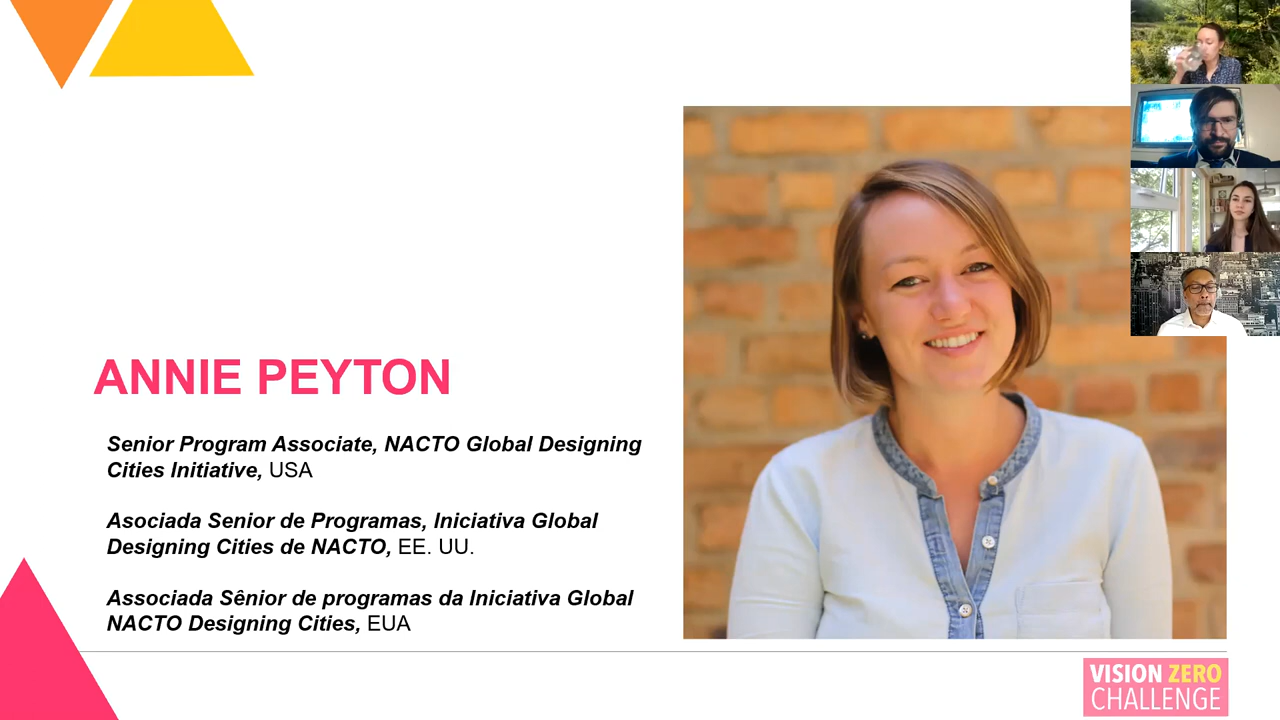 ANNIE PEYTON
Senior Program Associate, NACTO Global Designing
Cities Initiative, USA
Asociada Senior de Programas, Iniciativa Global
Designing Cities de NACTO, EE. UU.
Associada Sênior de programas da Iniciativa Global
NACTO Designing Cities, EUA
VISION ZERO
CHALLENGE